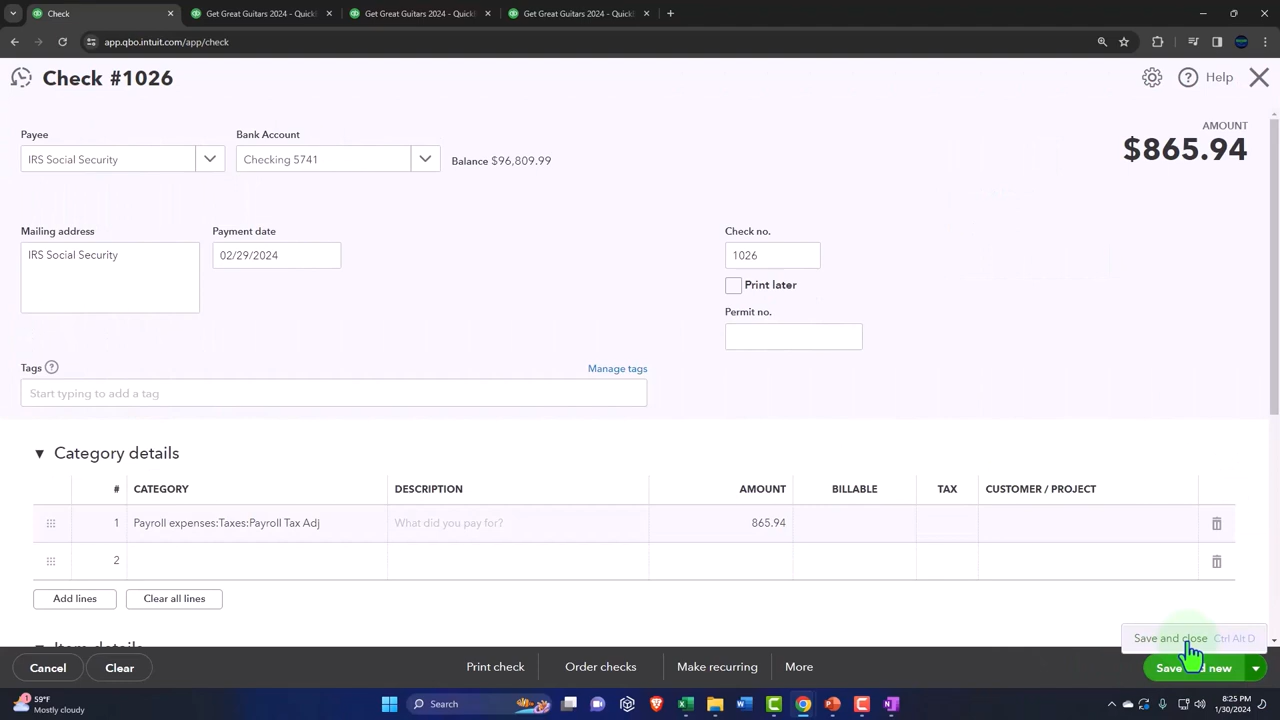 Check
Get Great Guitars 2024 - Quick
Get Great Guitars 2024 - Quick
Get Great Guitars 2024 - Quick
app.qbo.intuit.com/app/check
Check #1026
Help
Payee
Bank Account
AMOUNT
IRS Social Security
Checking 5741
Balance $96,809.99
$865.94
Mailing address
Payment date
Check no.
IRS Social Security
02/29/2024
1026
Print later
Permit no.
Tags
Manage tags
Start typing to add a tag
Category details
# CATEGORY DESCRIPTION AMOUNT BILLABLE TAX CUSTOMER / PROJECT
1 Payroll expenses:Taxes:Payroll Tax Adj What did you pay for? 865.94
2
Add lines
Clear all lines
Save and close Ctrl Alt D
Cancel
Clear
Print check
Order checks
Make recurring
More
Save new
59°F
Mostly cloudy
Search
8:25 PM
1/30/2024